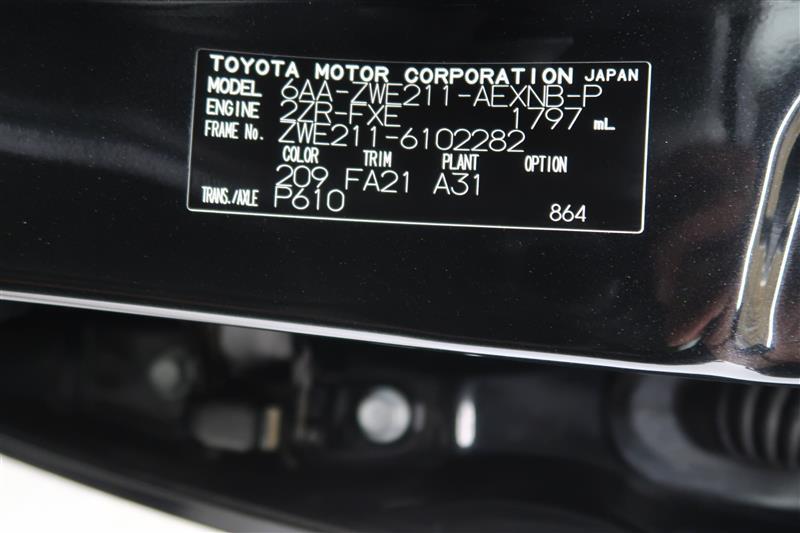 TOYOTA MOTOR CORPORATION JAPAN
MODEL 6AA-ZWE211-AEXNB-P
ENGINE 2ZR-FXE 1797 mL
FRAME No. ZWE211-6102282
COLOR TRIM PLANT OPTION
209 FA21 A31
TRANS./AXLE P610 864